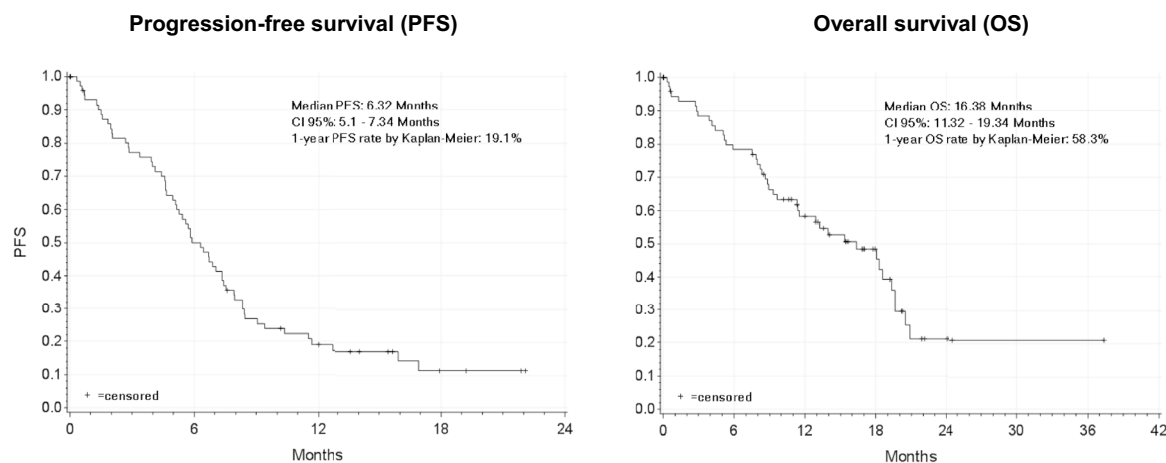 Progression-free survival (PFS)
Median PFS: 6.32 Months
CI 95%: 5.1 - 7.34 Months
1-year PFS rate by Kaplan-Meier: 19.1%
PFS
1.0
0.9
0.8
0.7
0.6
0.5
0.4
0.3
0.2
0.1
0.0
+ =censored
0 6 12 18 24
Months
Overall survival (OS)
Median OS: 16.38 Months
CI 95%: 11.32 - 19.34 Months
1-year OS rate by Kaplan-Meier: 58.3%
1.0
0.9
0.8
0.7
0.6
0.5
0.4
0.3
0.2
0.1
0.0
+ =censored
0 6 12 18 24 30 36 42
Months